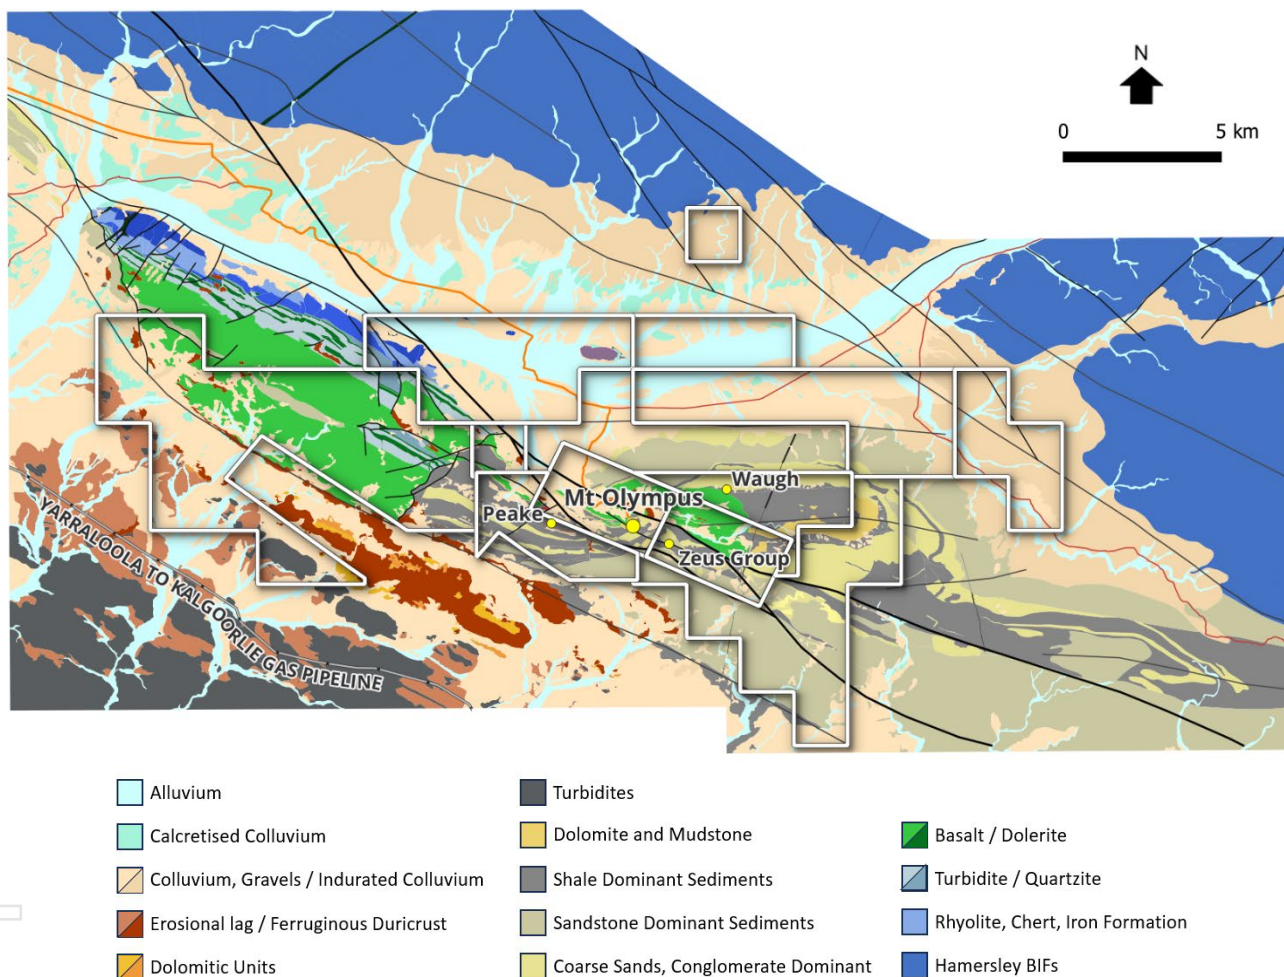 N
0 5 km
Waugh
Mt Olympus
Peake
Zeus Group
YARRALOOLA TO KALGOORLIE GAS PIPELINE
Alluvium
Calcretised Colluvium
Colluvium, Gravels / Indurated Colluvium
Erosional lag / Ferruginous Duricrust
Dolomitic Units
Turbidites
Dolomite and Mudstone
Shale Dominant Sediments
Sandstone Dominant Sediments
Coarse Sands, Conglomerate Dominant
Basalt / Dolerite
Turbidite / Quartzite
Rhyolite, Chert, Iron Formation
Hamersley BIFs